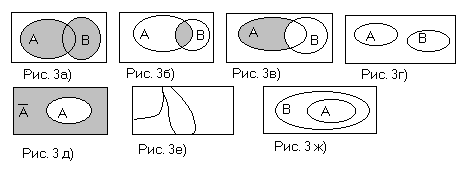 A B
A B
A B
A B
Рис. 3а) Рис. 3б) Рис. 3в) Рис. 3г)
A̅ A
B A
Рис. 3 д) Рис. 3е) Рис. 3 ж)